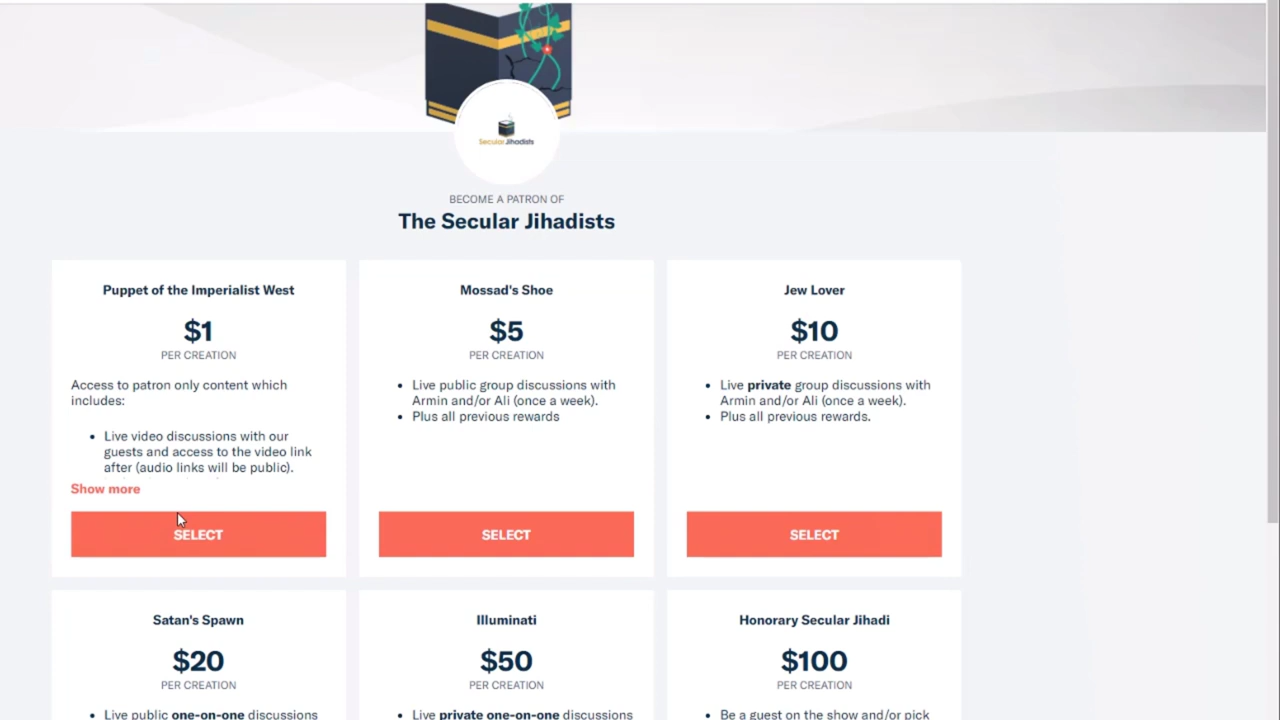 Secular Jihadists
BECOME A PATRON OF
The Secular Jihadists
Puppet of the Imperialist West
$1
PER CREATION
Access to patron only content which
includes:
• Live video discussions with our
guests and access to the video link
after (audio links will be public).
Show more
SELECT
Mossad's Shoe
$5
PER CREATION
• Live public group discussions with
Armin and/or Ali (once a week).
• Plus all previous rewards
SELECT
Jew Lover
$10
PER CREATION
• Live private group discussions with
Armin and/or Ali (once a week).
• Plus all previous rewards.
SELECT
Satan's Spawn
$20
PER CREATION
• Live public one-on-one discussions
Illuminati
$50
PER CREATION
• Live private one-on-one discussions
Honorary Secular Jihadi
$100
PER CREATION
• Be a guest on the show and/or pick